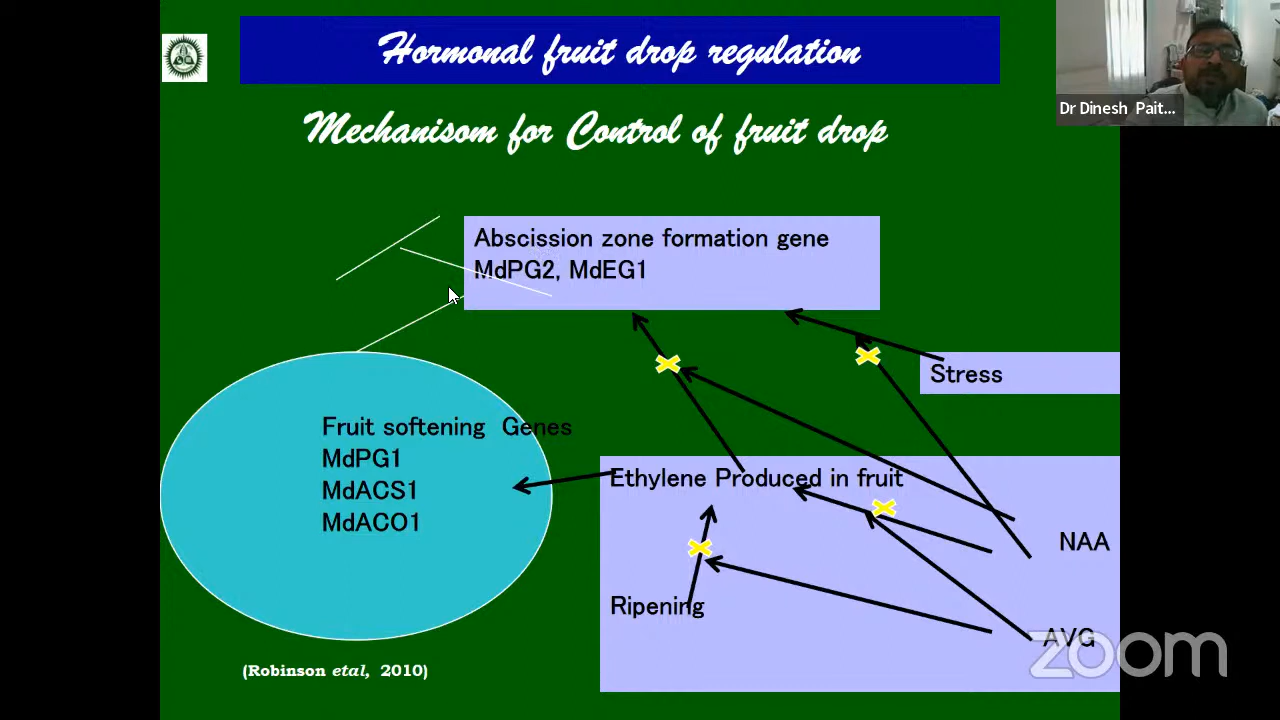 Hormonal fruit drop regulation
Dr Dinesh Pait...
Mechanisom for Control of fruit drop
Abscission zone formation gene
MdPG2, MdEG1
Stress
Fruit softening Genes
MdPG1
MdACS1
MdACO1
Ethylene Produced in fruit
NAA
Ripening
AVG
zoom
(Robinson etal, 2010)